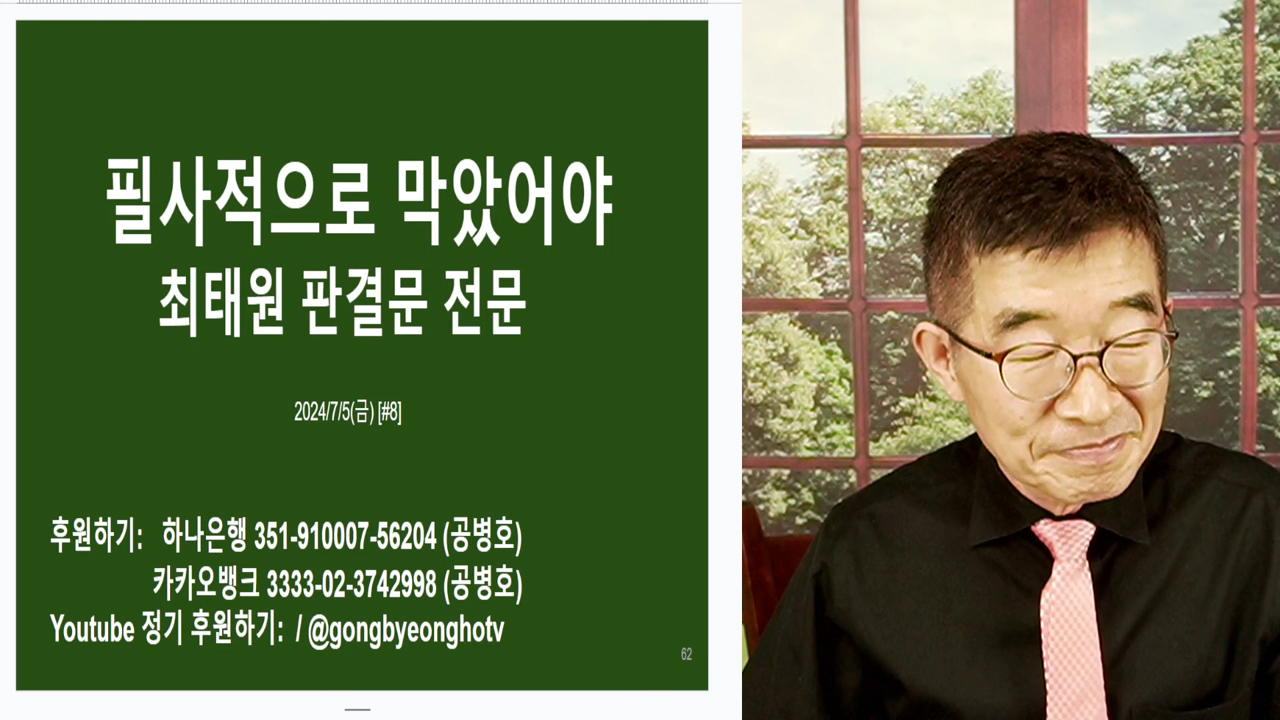 필사적으로 막았어야
최태원 판결문 전문
2024/7/5(금) [#8]
후원하기: 하나은행 351-910007-56204 (공병호)
카카오뱅크 3333-02-3742998 (공병호)
Youtube 정기 후원하기: / @gongbyeonghotv
62